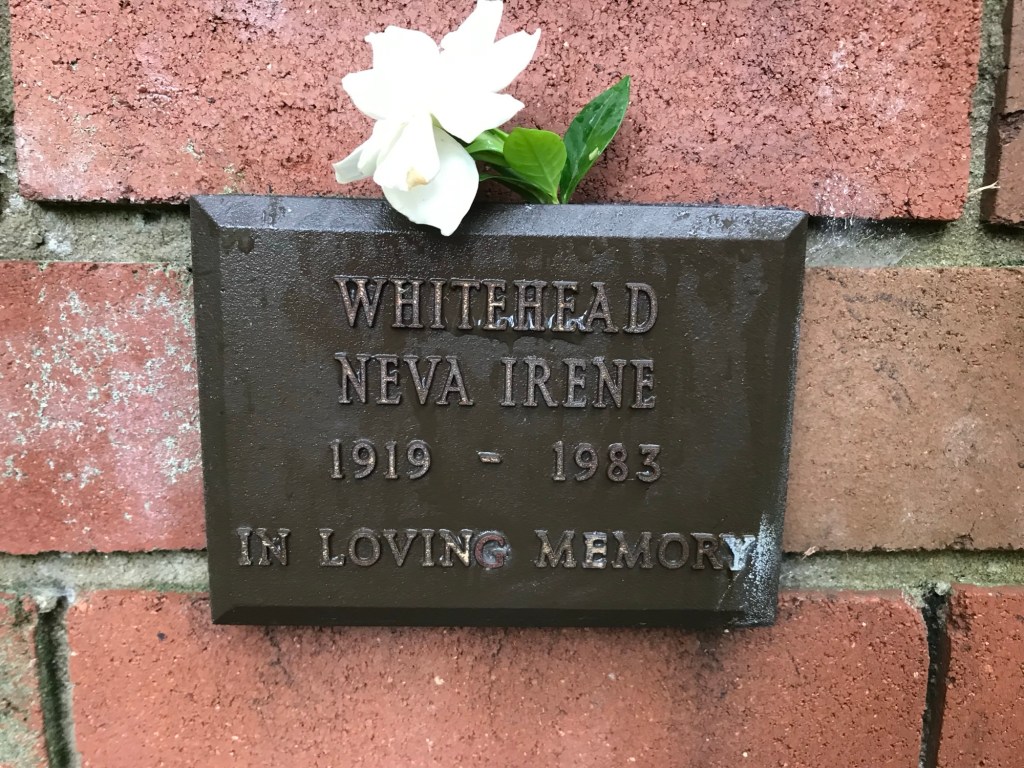 WHITEHEAD
NEVA IRENE
1919 - 1983
IN LOVING MEMORY